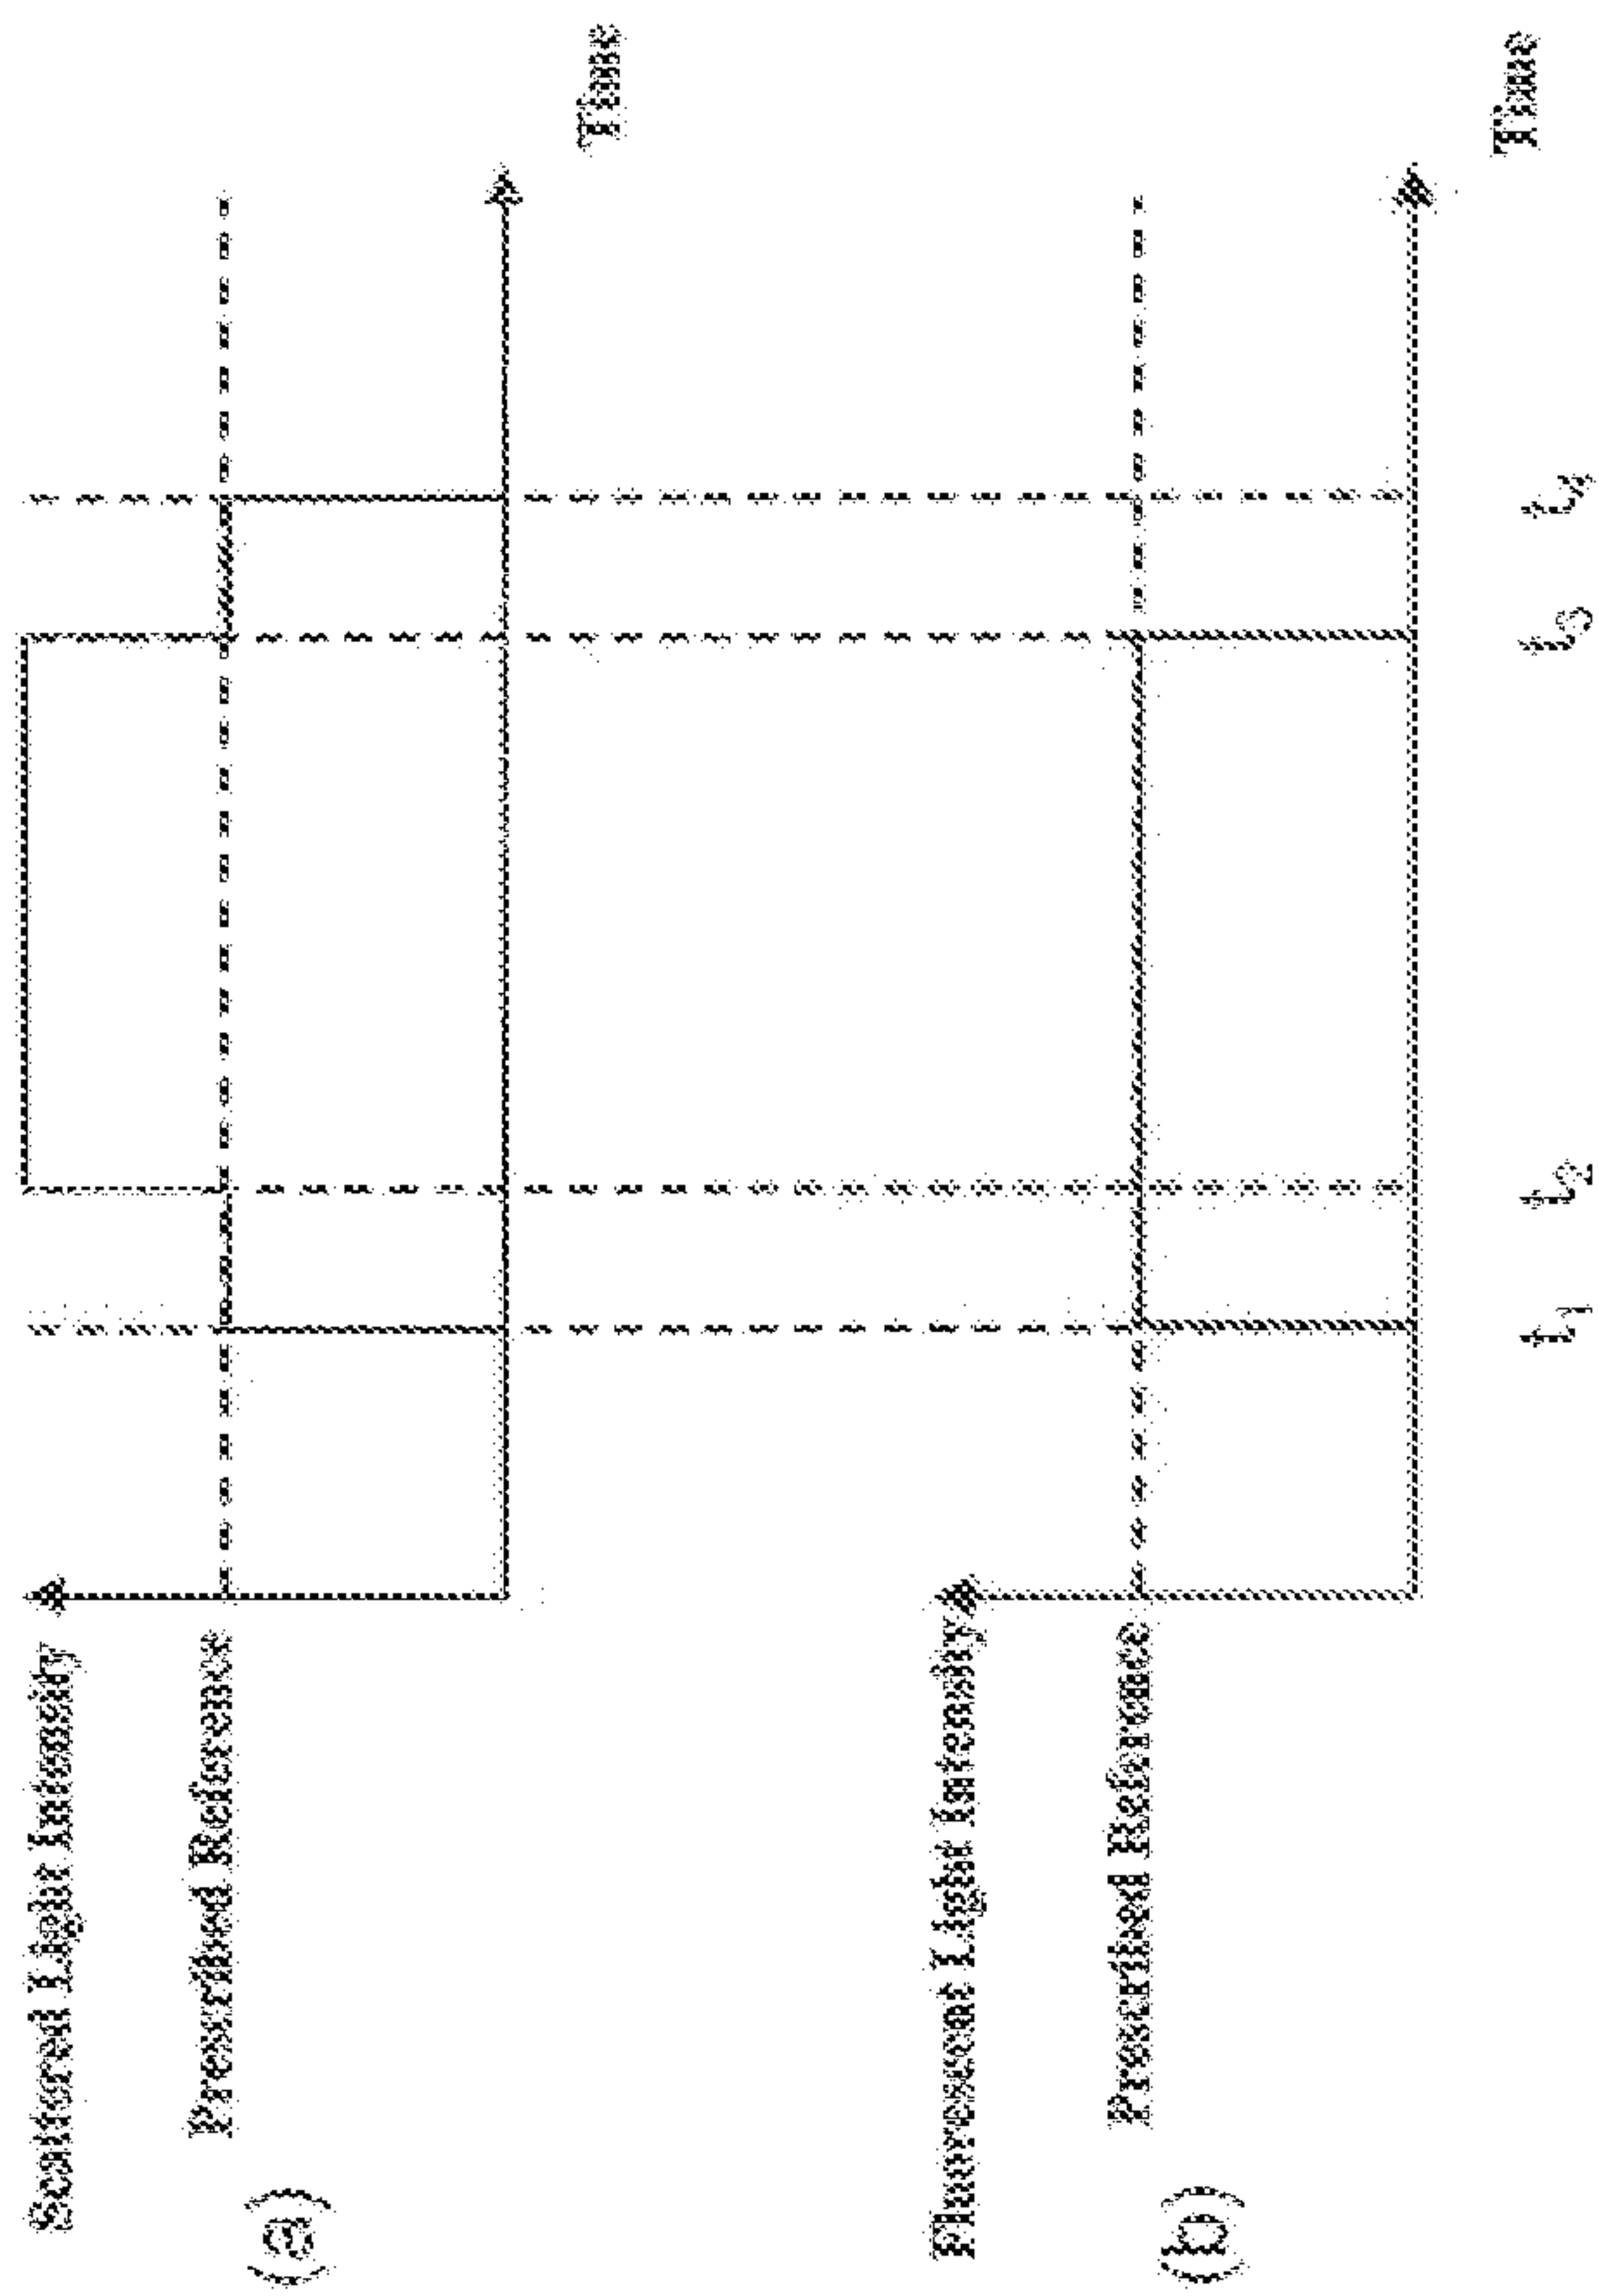 Scattered Light Intensity
Prescribed Reference
(a)
Time
Fluorescent Light Intensity
Prescribed Reference
(b)
Time
t1 t2 t3 t4